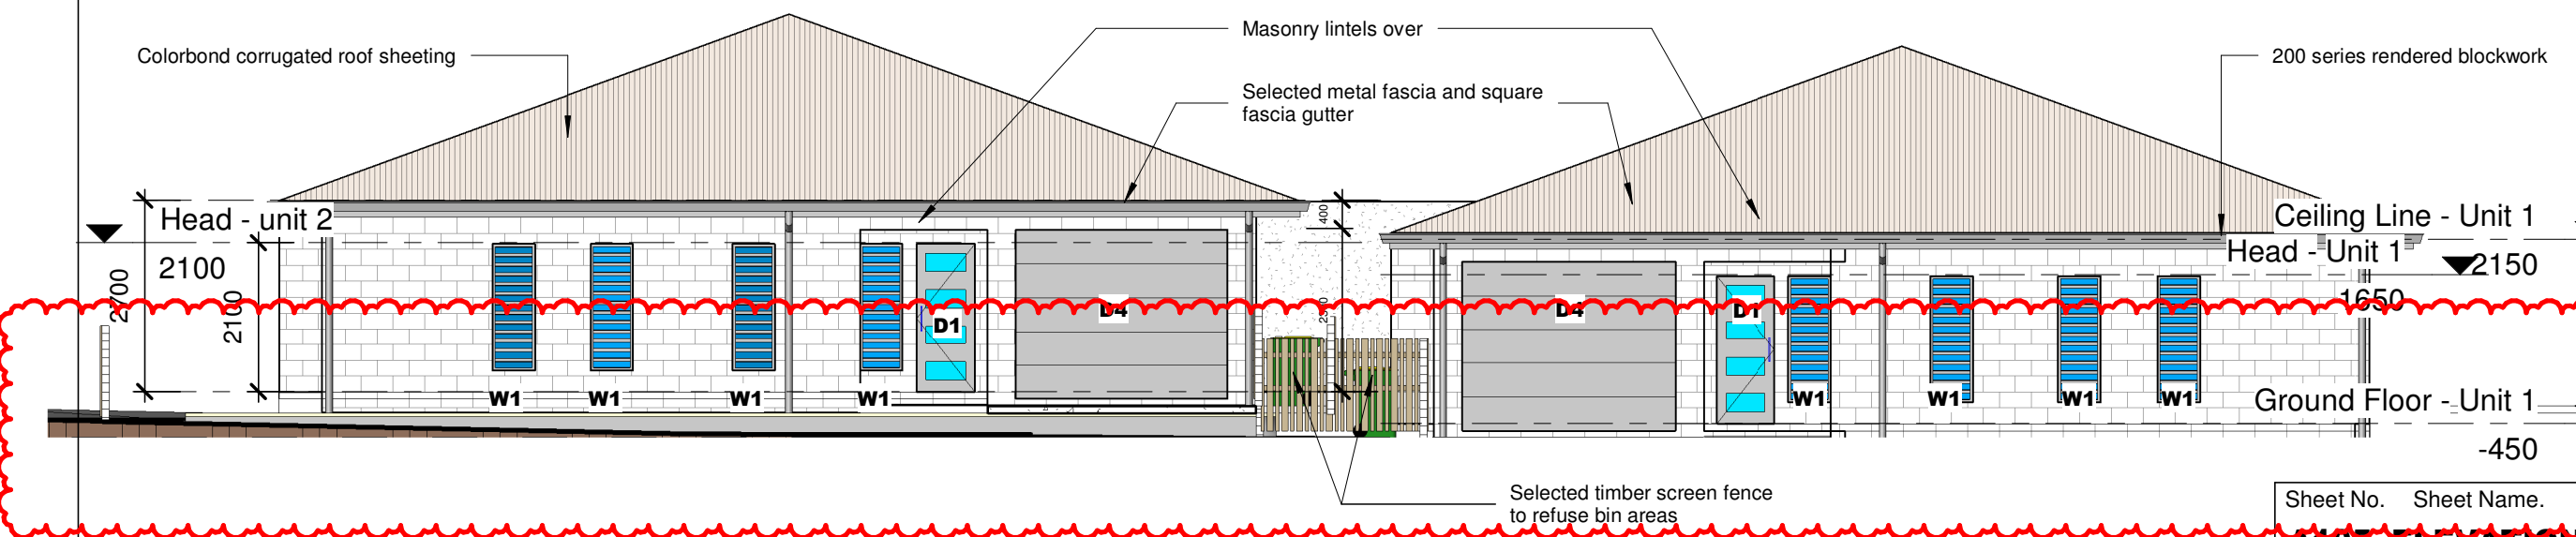 Colorbond corrugated roof sheeting
Masonry lintels over
Selected metal fascia and square
fascia gutter
200 series rendered blockwork
Head - unit 2
2100
2700
2100
400
Ceiling Line - Unit 1
2150
Head - Unit 1
1650
D1
D4
D4
D1
W1
W1
W1
W1
W1
W1
W1
W1
Ground Floor - Unit 1
-450
Selected timber screen fence
to refuse bin areas
Sheet No. Sheet Name.